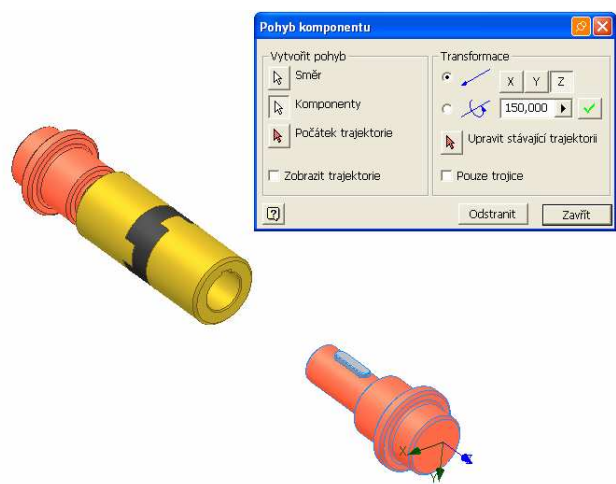 Pohyb komponentu
Vytvořit pohyb
Směr
Komponenty
Počátek trajektorie
Zobrazit trajektorie
Transformace
X Y Z
150,000
Upravit stávající trajektorii
Pouze trojice
Odstranit
Zavřít
X
Y
Z